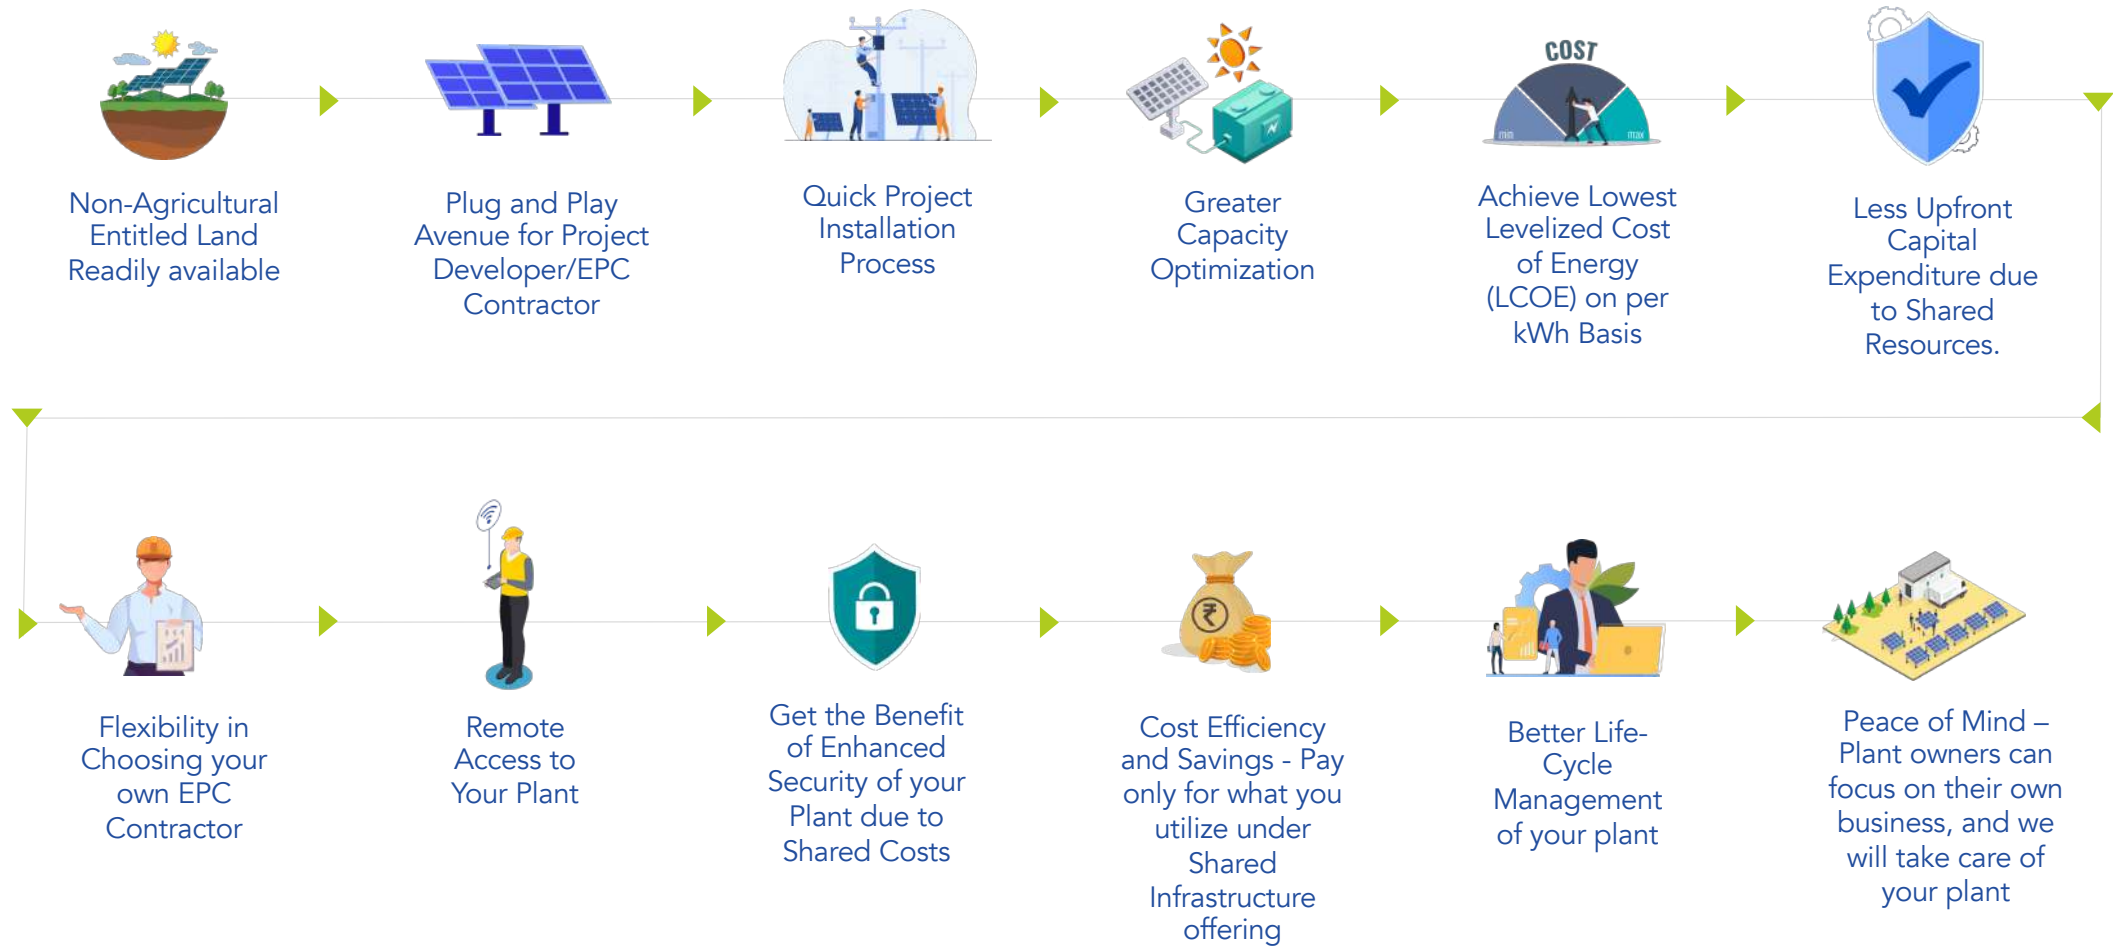 Non-Agricultural
Entitled Land
Readily available
Plug and Play
Avenue for Project
Developer/EPC
Contractor
Quick Project
Installation
Process
Greater
Capacity
Optimization
COST
min
max
Achieve Lowest
Levelized Cost
of Energy
(LCOE) on per
kWh Basis
Less Upfront
Capital
Expenditure due
to Shared
Resources.
Flexibility in
Choosing your
own EPC
Contractor
Remote
Access to
Your Plant
Get the Benefit
of Enhanced
Security of your
Plant due to
Shared Costs
₹
Cost Efficiency
and Savings - Pay
only for what you
utilize under
Shared
Infrastructure
offering
Better Life-
Cycle
Management
of your plant
Peace of Mind –
Plant owners can
focus on their own
business, and we
will take care of
your plant